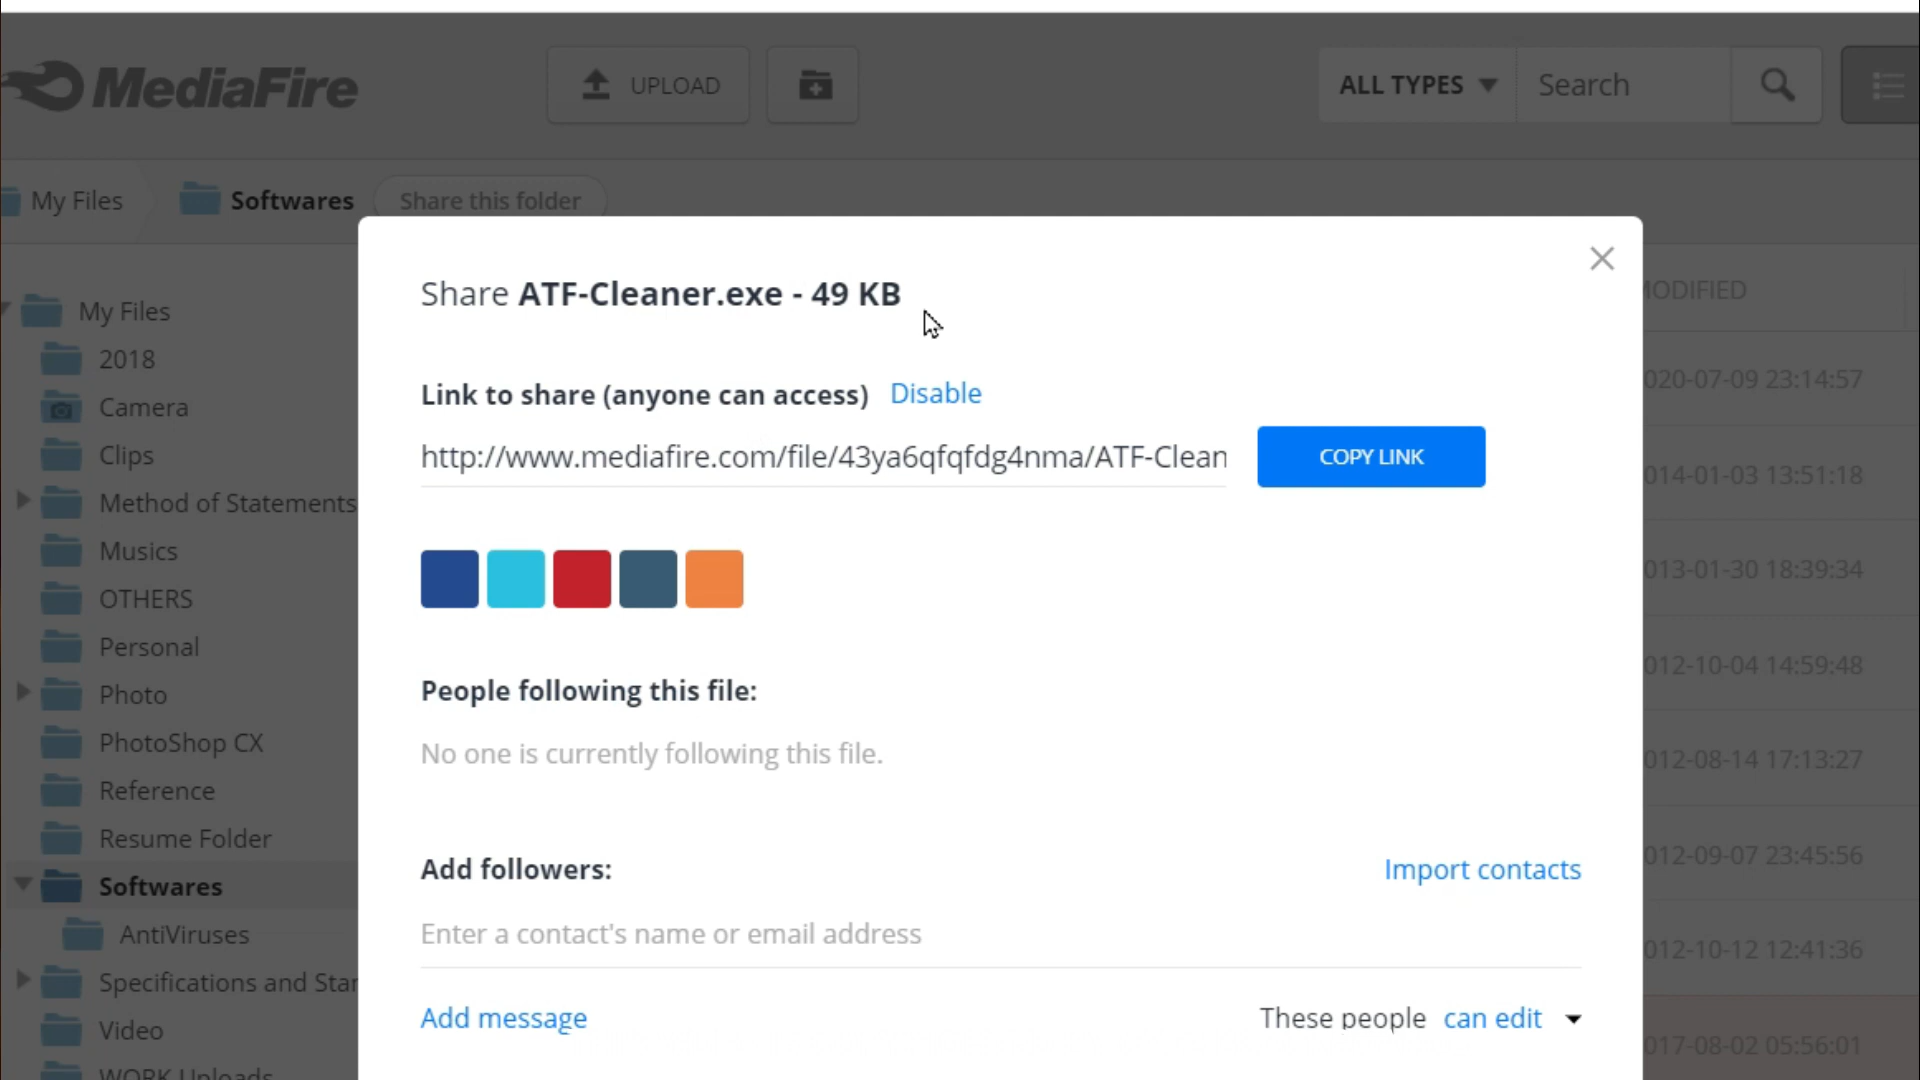 MediaFire
UPLOAD
ALL TYPES
Search
My Files
Softwares
Share this folder
Share ATF-Cleaner.exe - 49 KB
MODIFIED
My Files
2018
020-07-09 23:14:57
Link to share (anyone can access) Disable
Camera
Clips
http://www.mediafire.com/file/43ya6qfqfdg4nma/ATF-Clean
COPY LINK
014-01-03 13:51:18
Method of Statements
Musics
013-01-30 18:39:34
OTHERS
Personal
012-10-04 14:59:48
Photo
People following this file:
PhotoShop CX
No one is currently following this file.
012-08-14 17:13:27
Reference
Resume Folder
Add followers:
Import contacts
012-09-07 23:45:56
Softwares
AntiViruses
Enter a contact's name or email address
012-10-12 12:41:36
Specifications and Star
Video
Add message
These people can edit
017-08-02 05:56:01
WORK Uploads